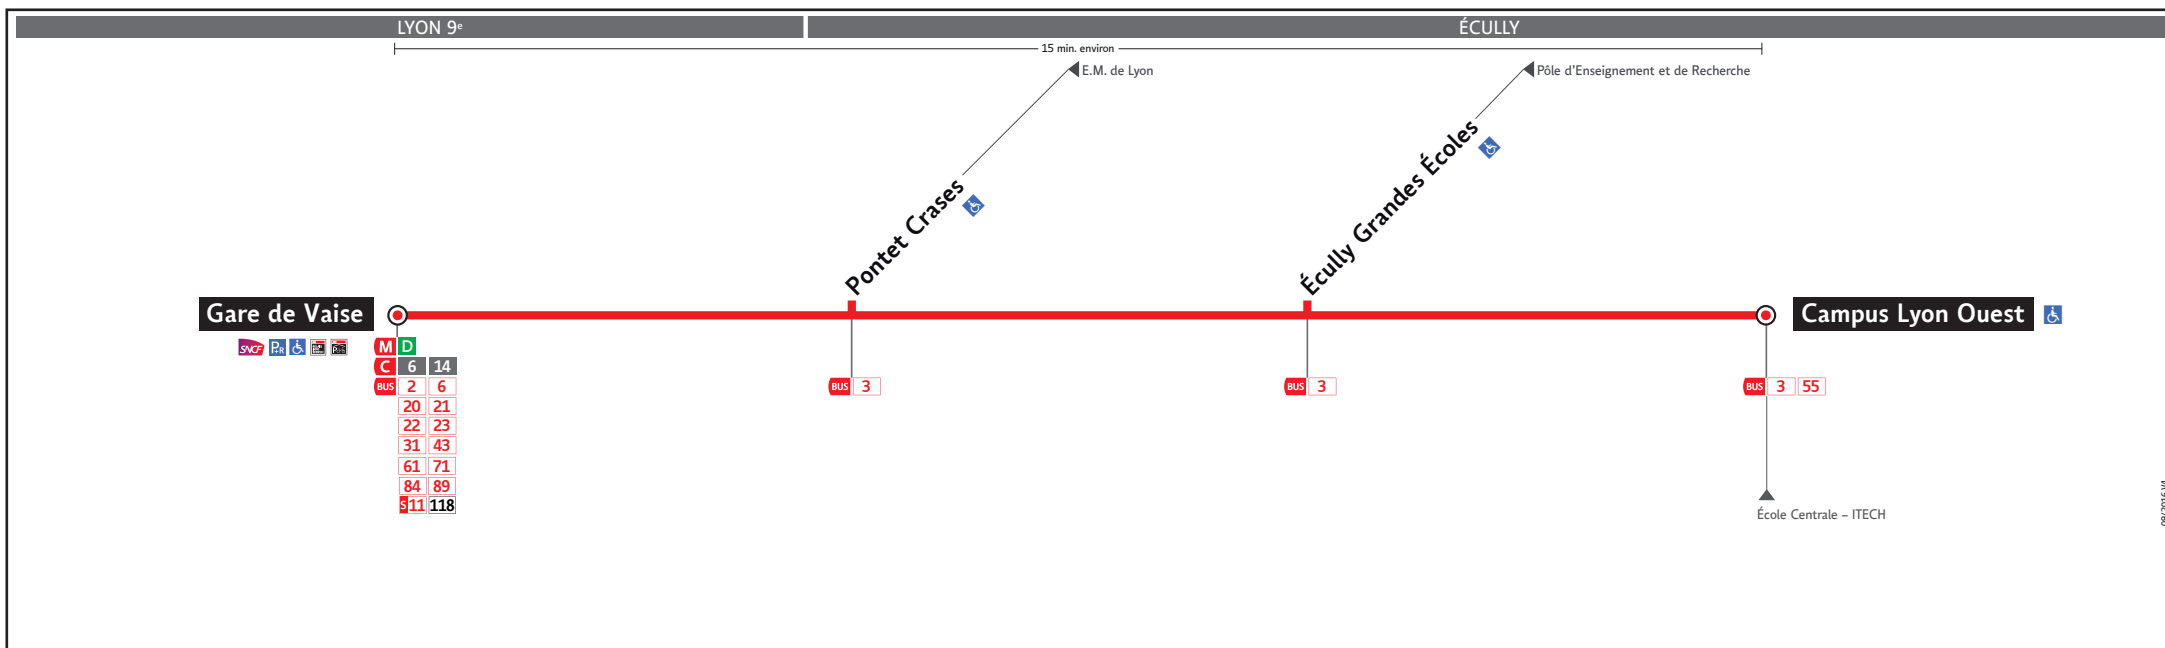 LYON 9e
ÉCULLY
15 min. environ
E.M. de Lyon
Pôle d'Enseignement et de Recherche
Pontet Crases
Écully Grandes Écoles
Gare de Vaise
Campus Lyon Ouest
SNCF P+R
M D
C 6 14
BUS 2 6
20 21
22 23
31 43
61 71
84 89
S11 118
BUS 3
BUS 3
BUS 3 55
École Centrale – ITECH